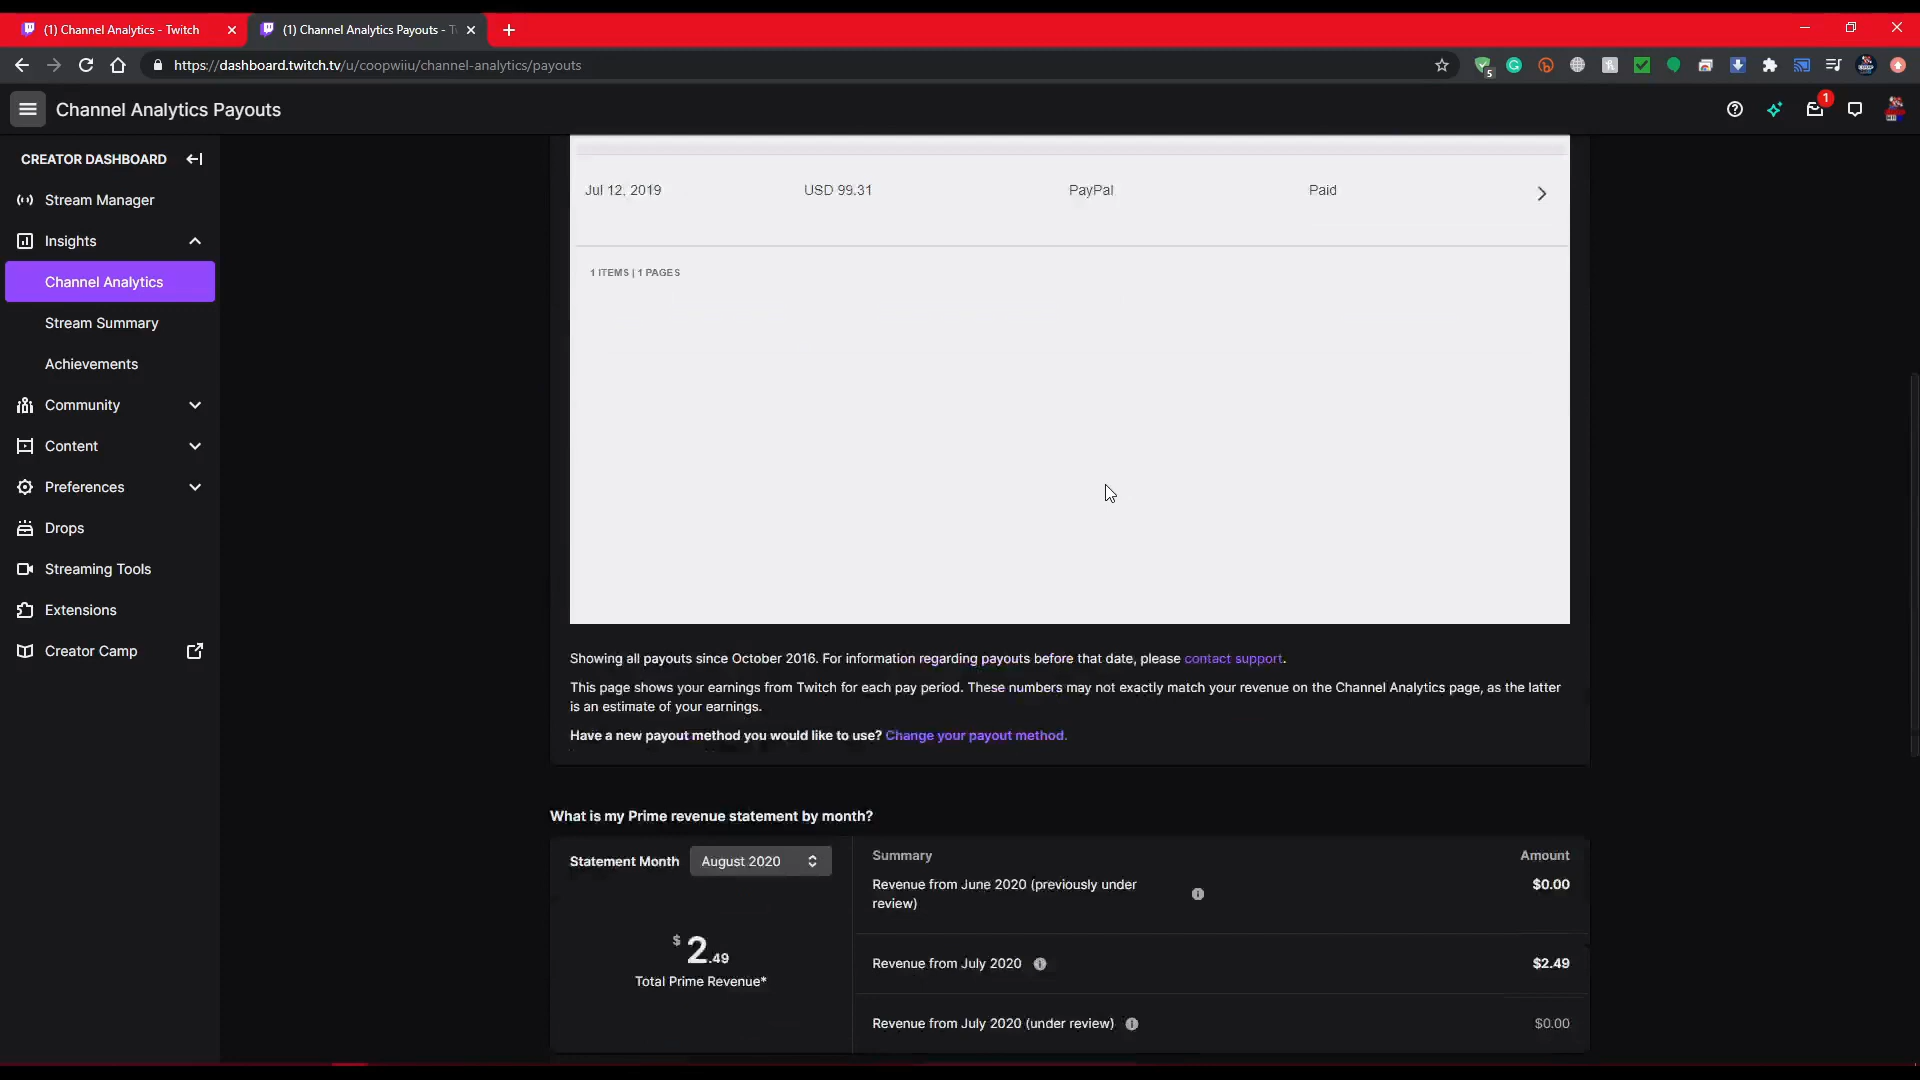 (1) Channel Analytics - Twitch
(1) Channel Analytics Payouts - T
https://dashboard.twitch.tv/u/coopwiiu/channel-analytics/payouts
5
Channel Analytics Payouts
1
CREATOR DASHBOARD
Stream Manager
Insights
Channel Analytics
Stream Summary
Achievements
Community
Content
Preferences
Drops
Streaming Tools
Extensions
Creator Camp
Jul 12, 2019 USD 99.31 PayPal Paid
1 ITEMS | 1 PAGES
Showing all payouts since October 2016. For information regarding payouts before that date, please contact support.
This page shows your earnings from Twitch for each pay period. These numbers may not exactly match your revenue on the Channel Analytics page, as the latter
is an estimate of your earnings.
Have a new payout method you would like to use? Change your payout method.
What is my Prime revenue statement by month?
Statement Month August 2020
$ 2.49
Total Prime Revenue*
Summary Amount
Revenue from June 2020 (previously under $0.00
review)
Revenue from July 2020 $2.49
Revenue from July 2020 (under review) $0.00